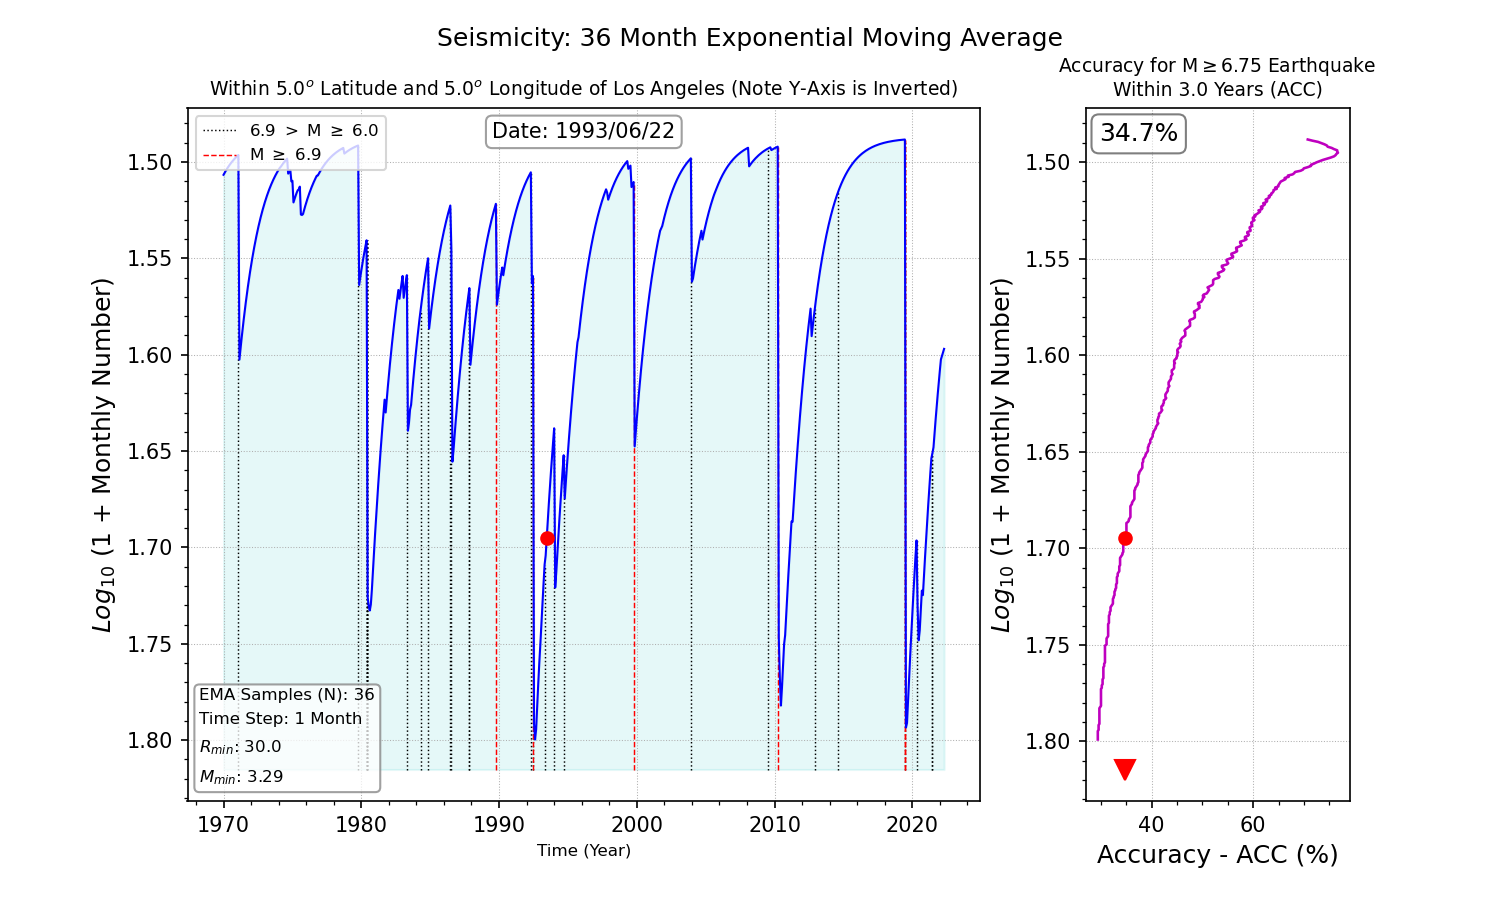 Seismicity: 36 Month Exponential Moving Average
Within 5.0° Latitude and 5.0° Longitude of Los Angeles (Note Y-Axis is Inverted)
6.9 > M ≥ 6.0
M ≥ 6.9
Date: 1993/06/22
1.50
1.55
1.60
1.65
1.70
1.75
1.80
Log10 (1 + Monthly Number)
EMA Samples (N): 36
Time Step: 1 Month
Rmin: 30.0
Mmin: 3.29
1970 1980 1990 2000 2010 2020
Time (Year)
Accuracy for M ≥ 6.75 Earthquake
Within 3.0 Years (ACC)
34.7%
1.50
1.55
1.60
1.65
1.70
1.75
1.80
Log10 (1 + Monthly Number)
40 60
Accuracy - ACC (%)